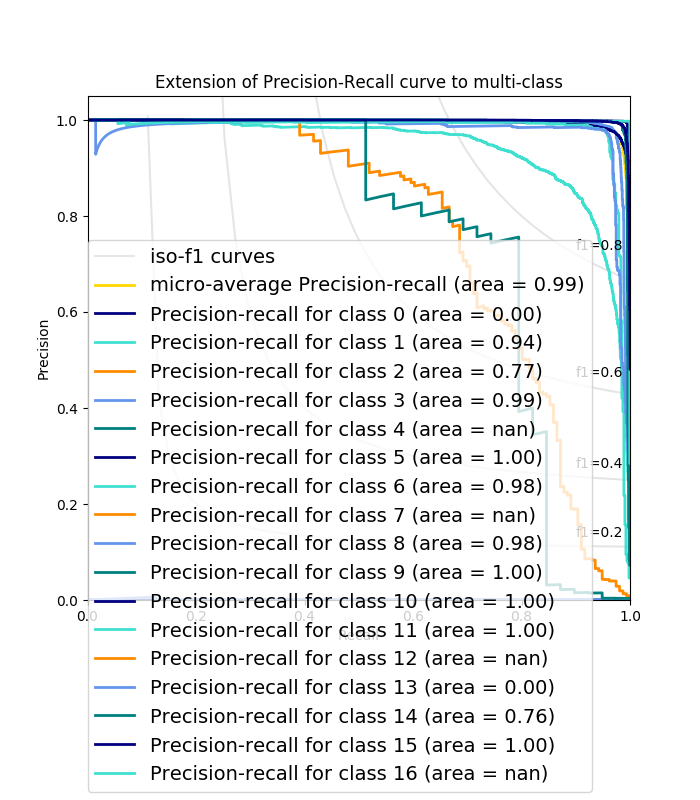 Extension of Precision-Recall curve to multi-class
1.0
0.8
0.6
0.4
0.2
0.0
Precision
f1=0.8
f1=0.6
f1=0.4
f1=0.2
iso-f1 curves
micro-average Precision-recall (area = 0.99)
Precision-recall for class 0 (area = 0.00)
Precision-recall for class 1 (area = 0.94)
Precision-recall for class 2 (area = 0.77)
Precision-recall for class 3 (area = 0.99)
Precision-recall for class 4 (area = nan)
Precision-recall for class 5 (area = 1.00)
Precision-recall for class 6 (area = 0.98)
Precision-recall for class 7 (area = nan)
Precision-recall for class 8 (area = 0.98)
Precision-recall for class 9 (area = 1.00)
Precision-recall for class 10 (area = 1.00)
Precision-recall for class 11 (area = 1.00)
Precision-recall for class 12 (area = nan)
Precision-recall for class 13 (area = 0.00)
Precision-recall for class 14 (area = 0.76)
Precision-recall for class 15 (area = 1.00)
Precision-recall for class 16 (area = nan)
0.0 0.2 0.4 0.6 0.8 1.0
Recall